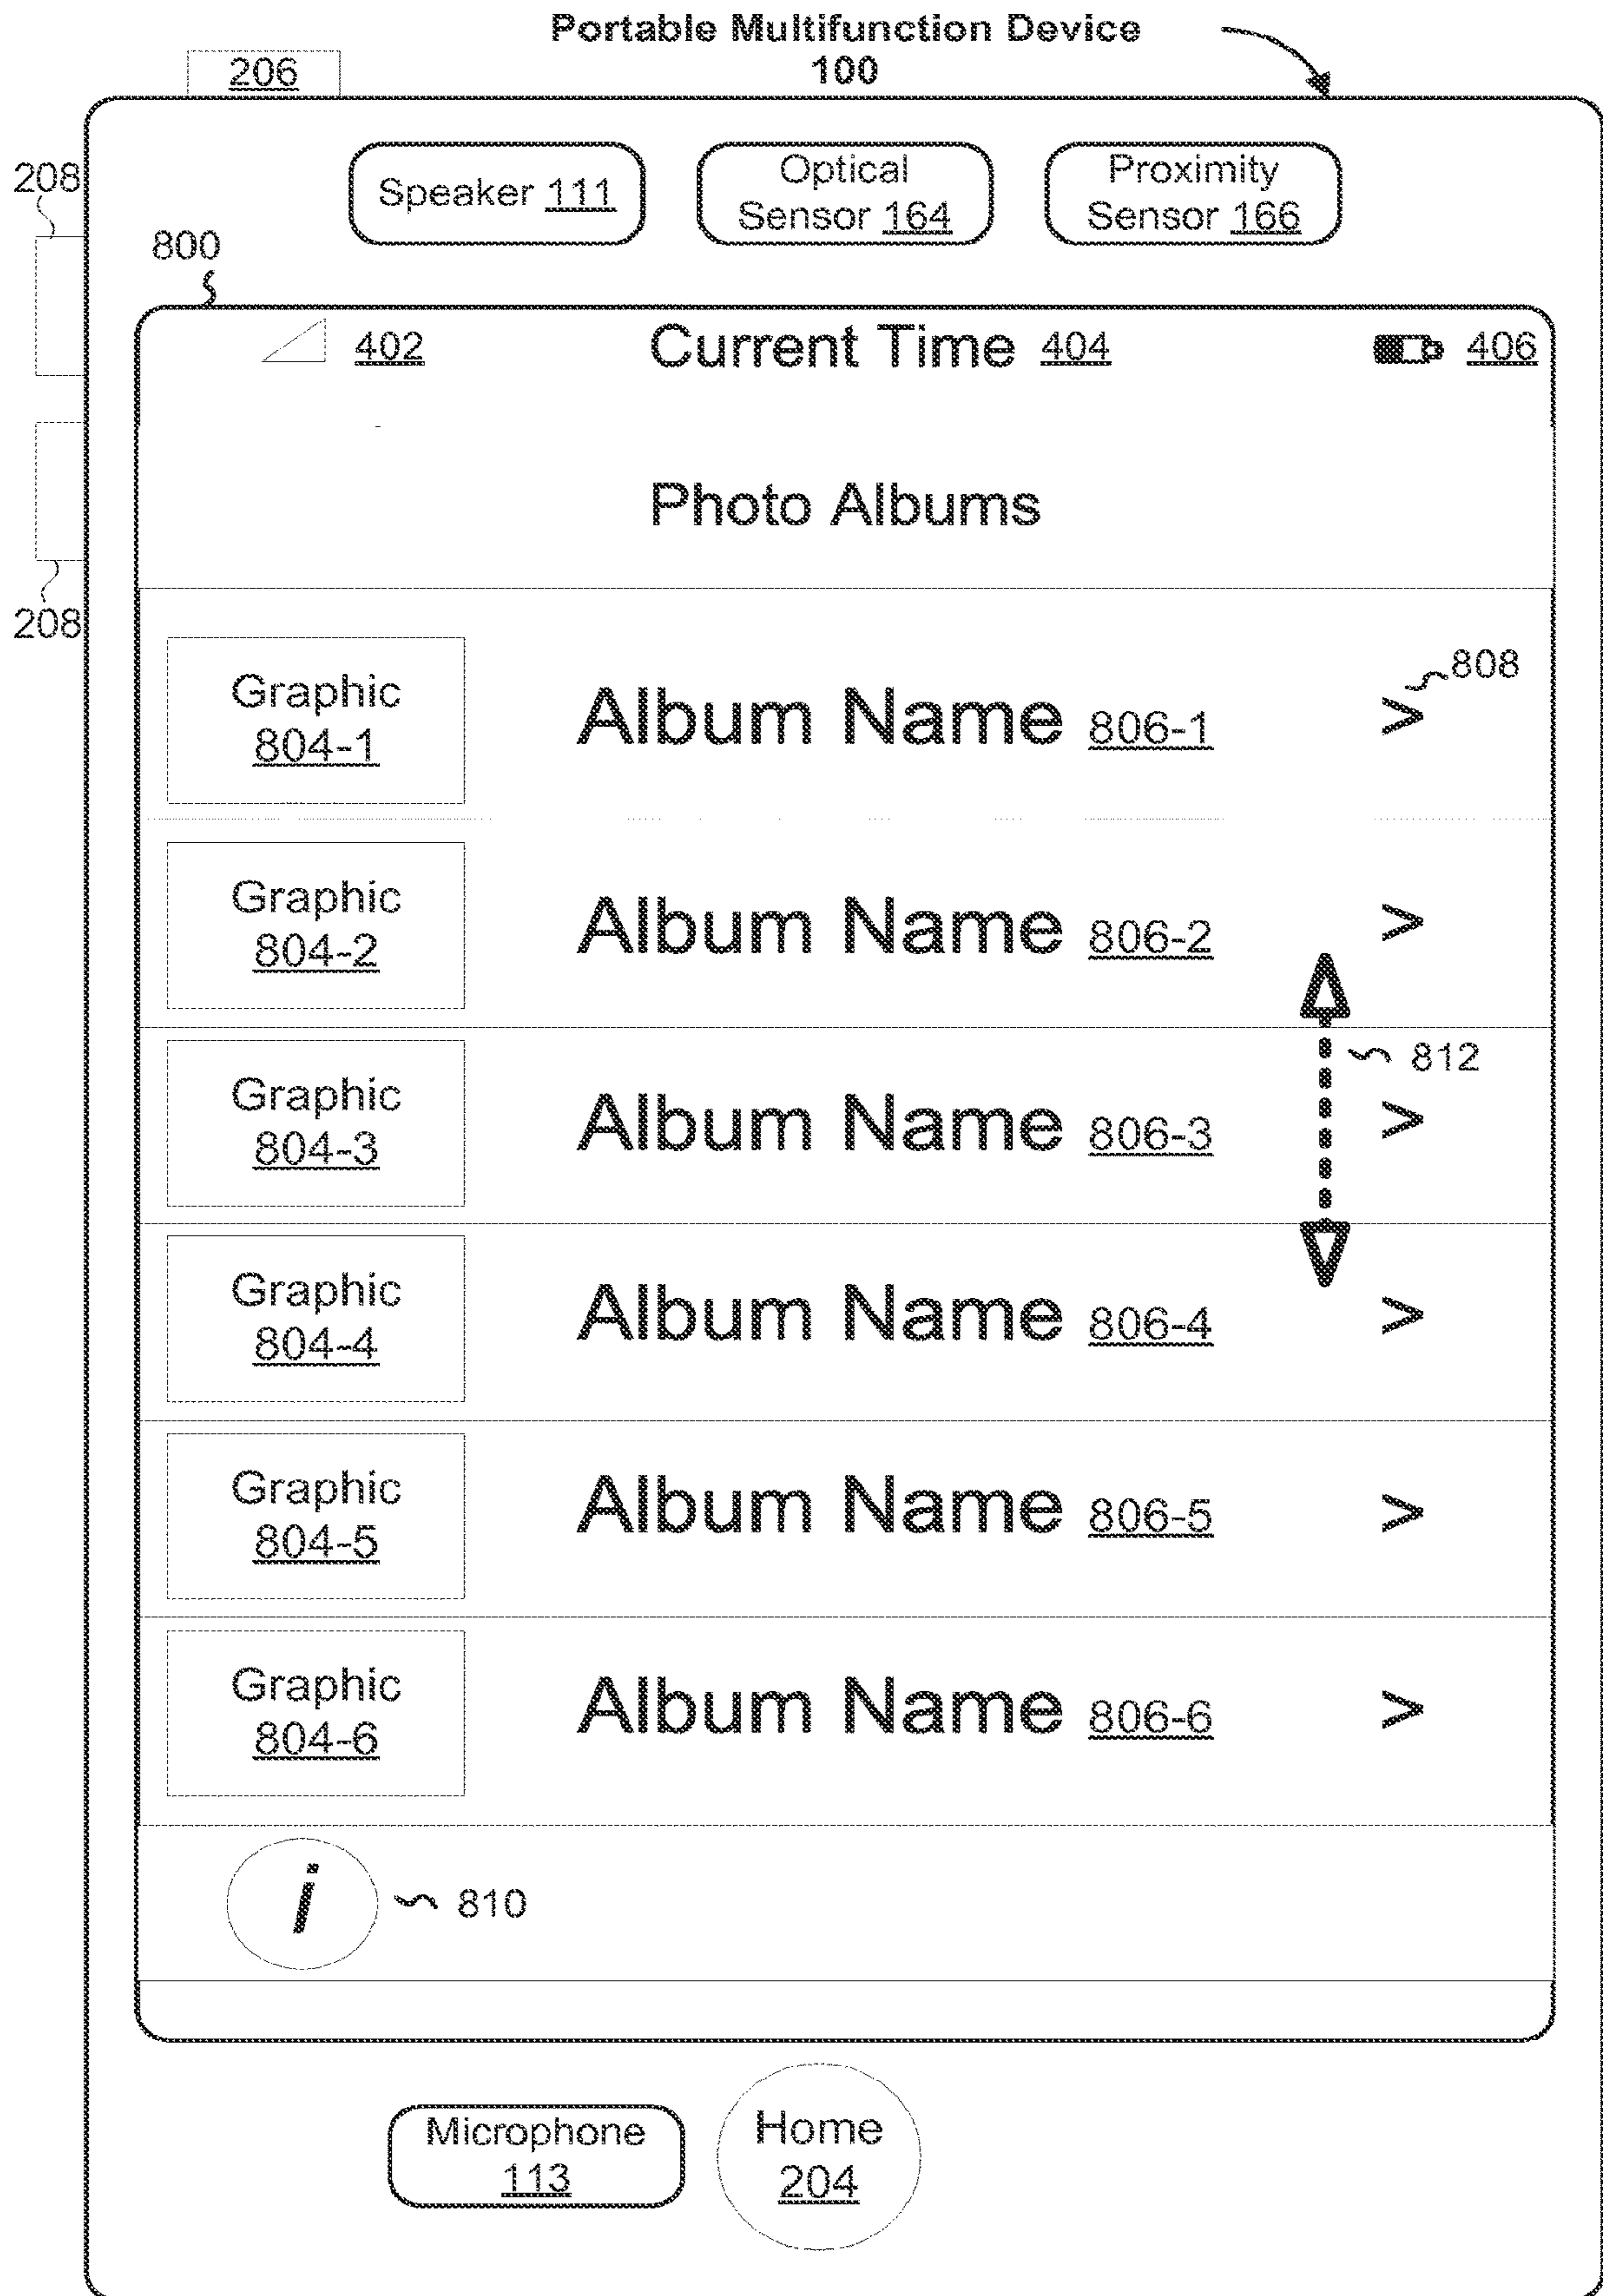 Portable Multifunction Device
100
206
208
Speaker 111
Optical
Sensor 164
Proximity
Sensor 166
800
402
Current Time 404
406
Photo Albums
208
Graphic
804-1
Album Name 806-1
>
808
Graphic
804-2
Album Name 806-2
>
812
Graphic
804-3
Album Name 806-3
>
Graphic
804-4
Album Name 806-4
>
Graphic
804-5
Album Name 806-5
>
Graphic
804-6
Album Name 806-6
>
i
810
Microphone
113
Home
204